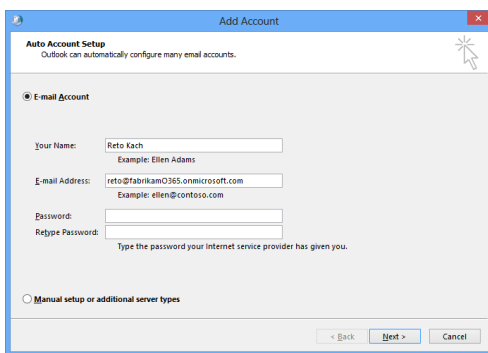 Add Account
Auto Account Setup
Outlook can automatically configure many email accounts.
E-mail Account
Your Name:
Reto Kach
Example: Ellen Adams
E-mail Address:
reto@fabrikamO365.onmicrosoft.com
Example: ellen@contoso.com
Password:
Retype Password:
Type the password your Internet service provider has given you.
Manual setup or additional server types
< Back
Next >
Cancel